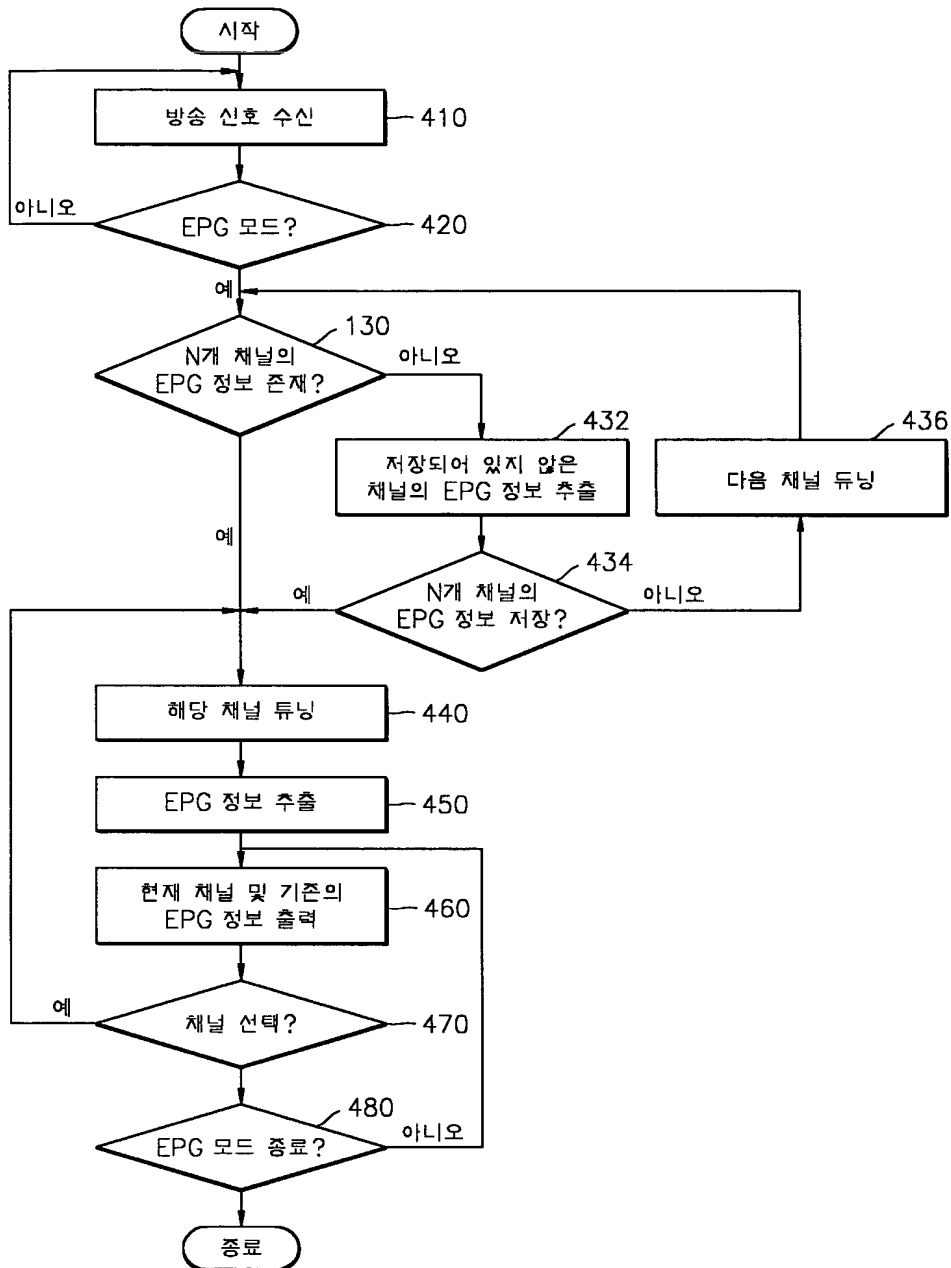 시작
방송 신호 수신
410
아니오
EPG 모드?
420
예
130
N개 채널의
EPG 정보 존재?
아니오
432
저장되어 있지 않은
채널의 EPG 정보 추출
436
다음 채널 튜닝
예
434
N개 채널의
EPG 정보 저장?
예
아니오
해당 채널 튜닝
440
EPG 정보 추출
450
현재 채널 및 기존의
EPG 정보 출력
460
예
채널 선택?
470
480
EPG 모드 종료?
아니오
종료